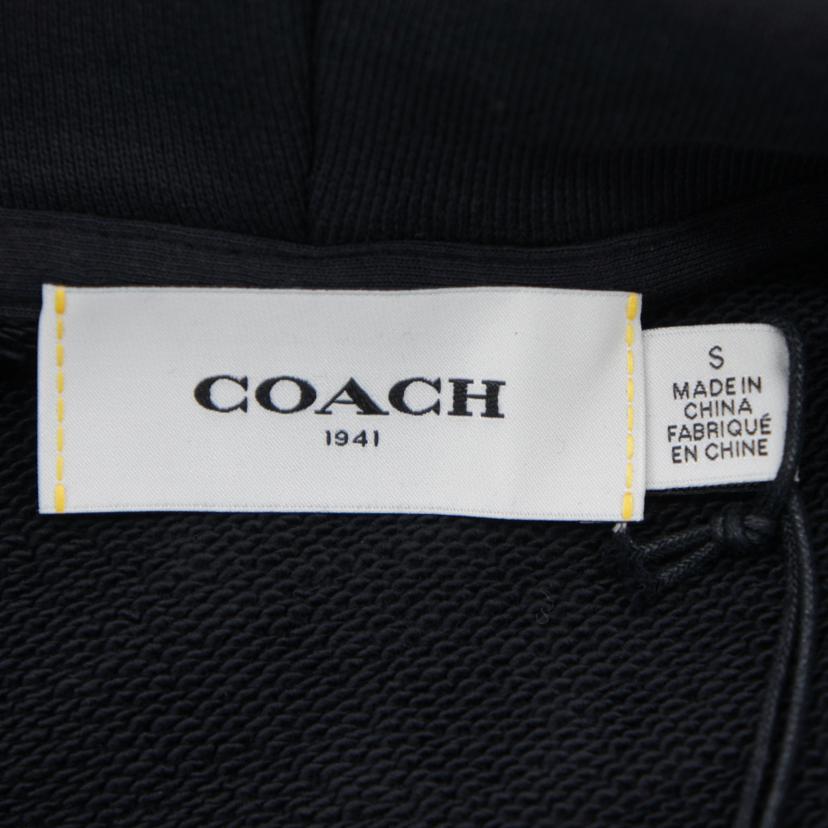 COACH
1941
S
MADE IN
CHINA
FABRIQUÉ
EN CHINE